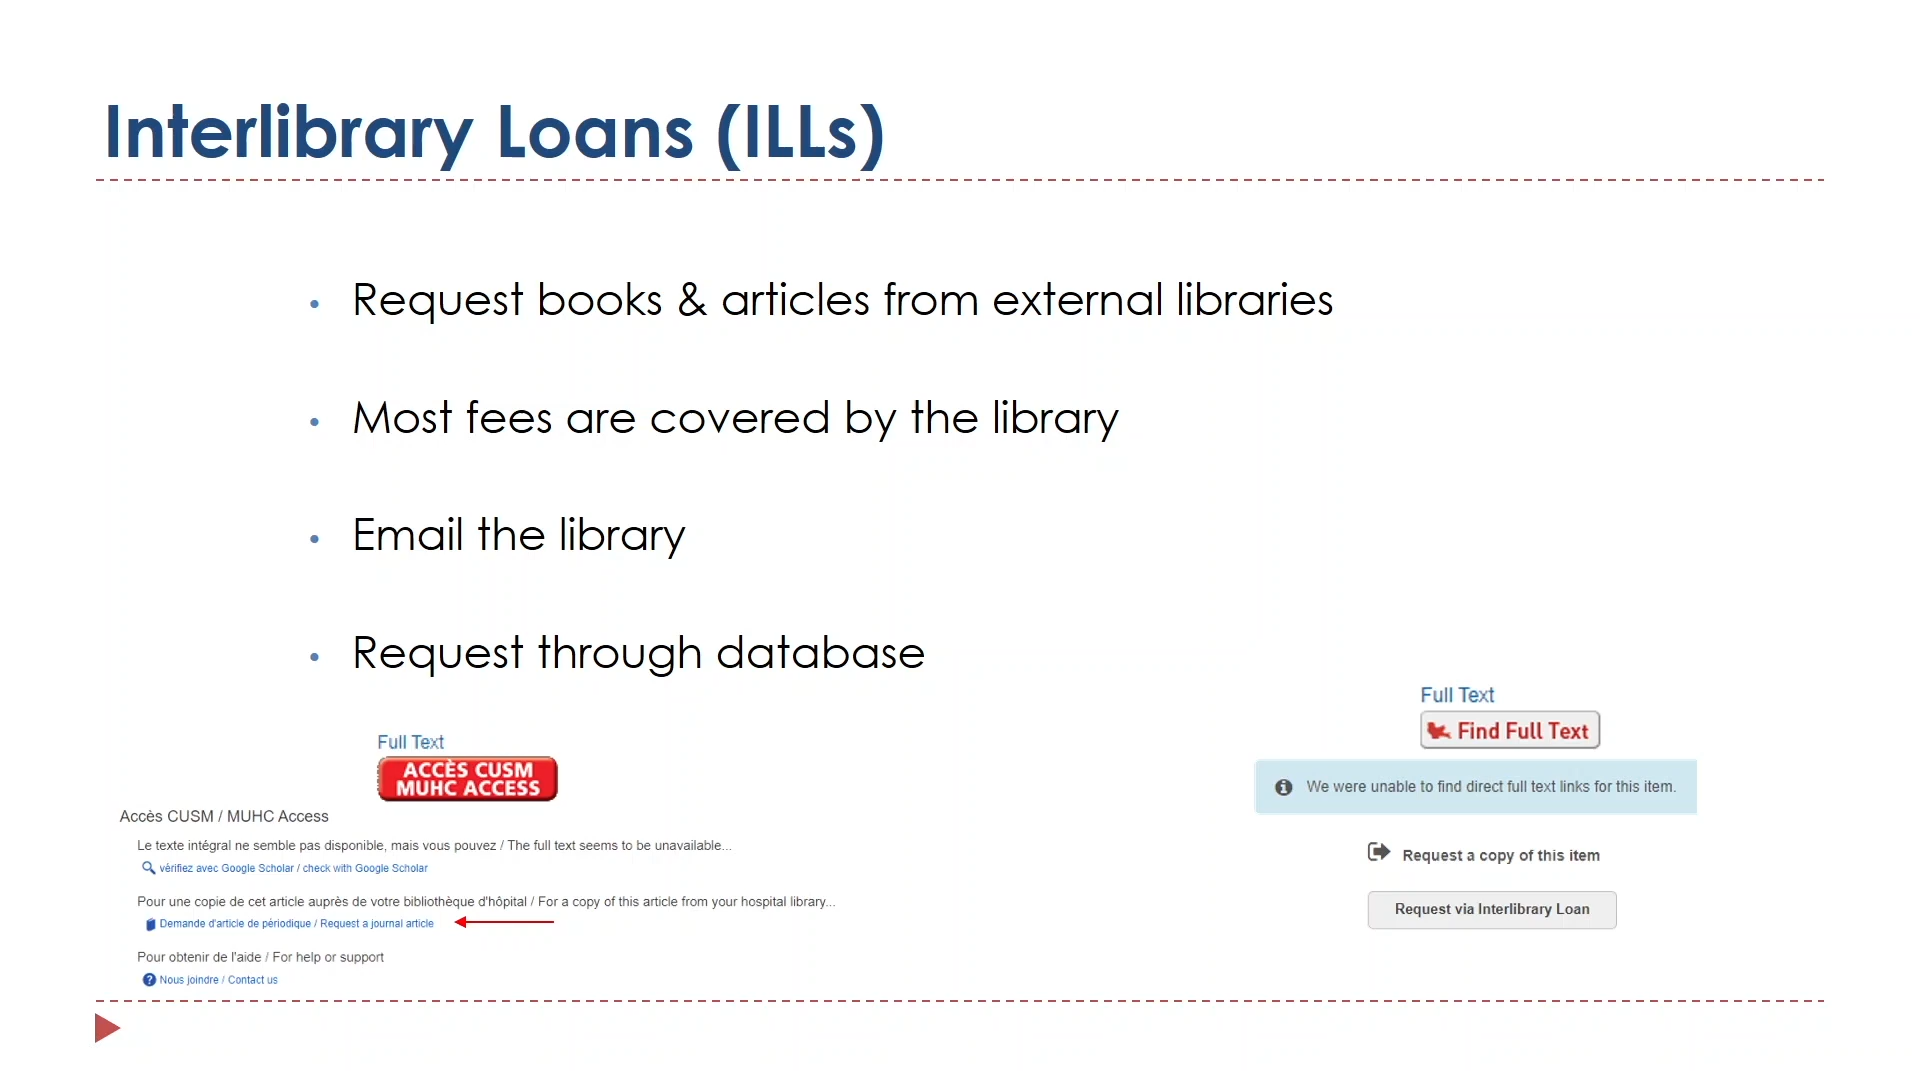 Interlibrary Loans (ILLs)
• Request books & articles from external libraries
• Most fees are covered by the library
• Email the library
• Request through database
Full Text
ACCÈS CUSM
MUHC ACCESS
Accès CUSM / MUHC Access
Le texte intégral ne semble pas disponible, mais vous pouvez / The full text seems to be unavailable...
vérifiez avec Google Scholar / check with Google Scholar
Pour une copie de cet article auprès de votre bibliothèque d'hôpital / For a copy of this article from your hospital library...
Demande d'article de périodique / Request a journal article
Pour obtenir de l'aide / For help or support
Nous joindre / Contact us
Full Text
Find Full Text
We were unable to find direct full text links for this item.
Request a copy of this item
Request via Interlibrary Loan